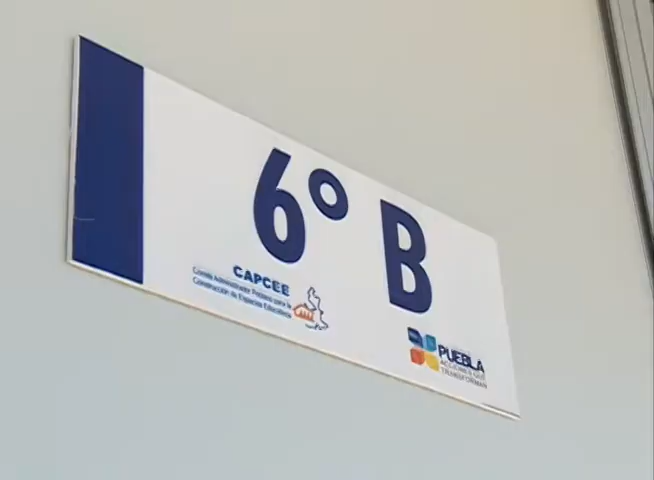 6º B
CAPCEE
Comité Administrador Poblano para la
Construcción de Espacios Educativos
PUEBLA
ACCIONES QUE
TRANSFORMAN